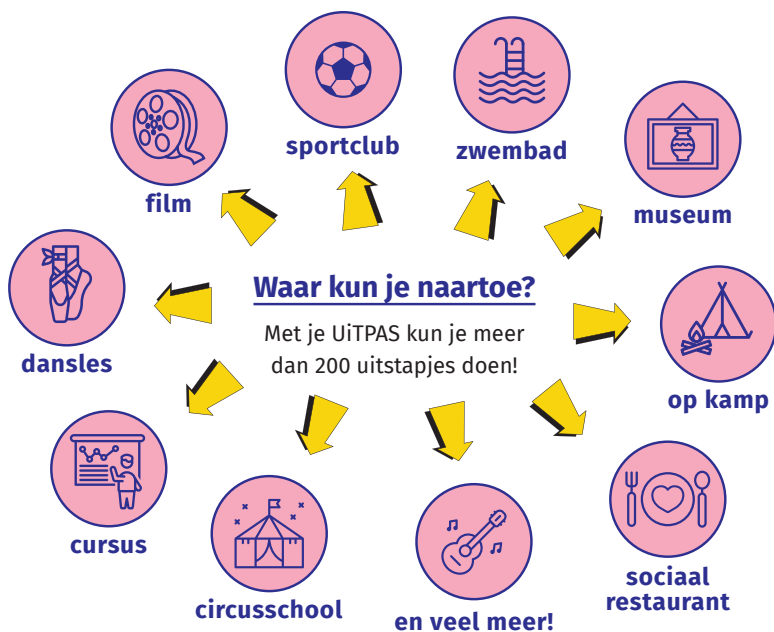 Waar kun je naartoe?
Met je UiTPAS kun je meer
dan 200 uitstapjes doen!
film
sportclub
zwembad
museum
op kamp
sociaal
restaurant
en veel meer!
circusschool
cursus
dansles